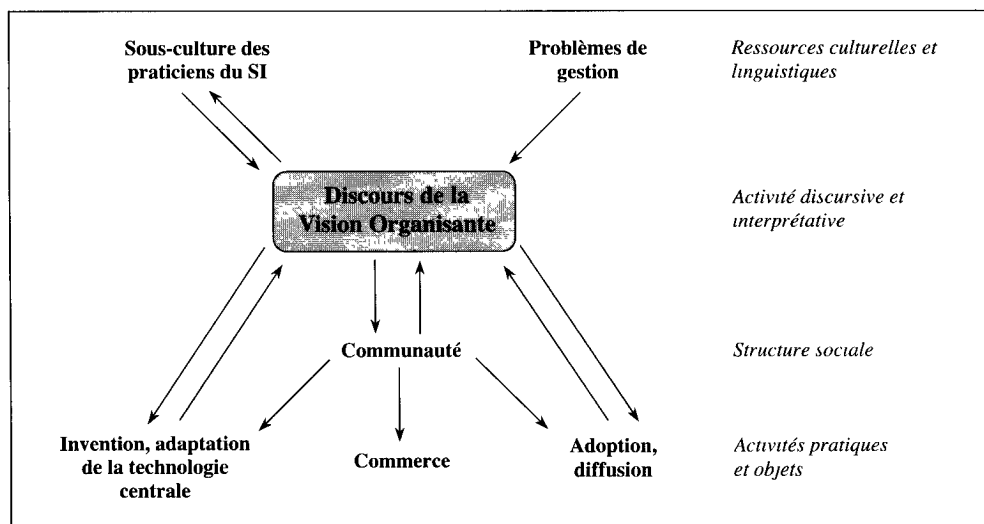 Sous-culture des
praticiens du SI
Problèmes de
gestion
Ressources culturelles et
linguistiques
Discours de la
Vision Organisante
Activité discursive et
interprétative
Communauté
Structure sociale
Invention, adaptation
de la technologie
centrale
Commerce
Adoption,
diffusion
Activités pratiques
et objets